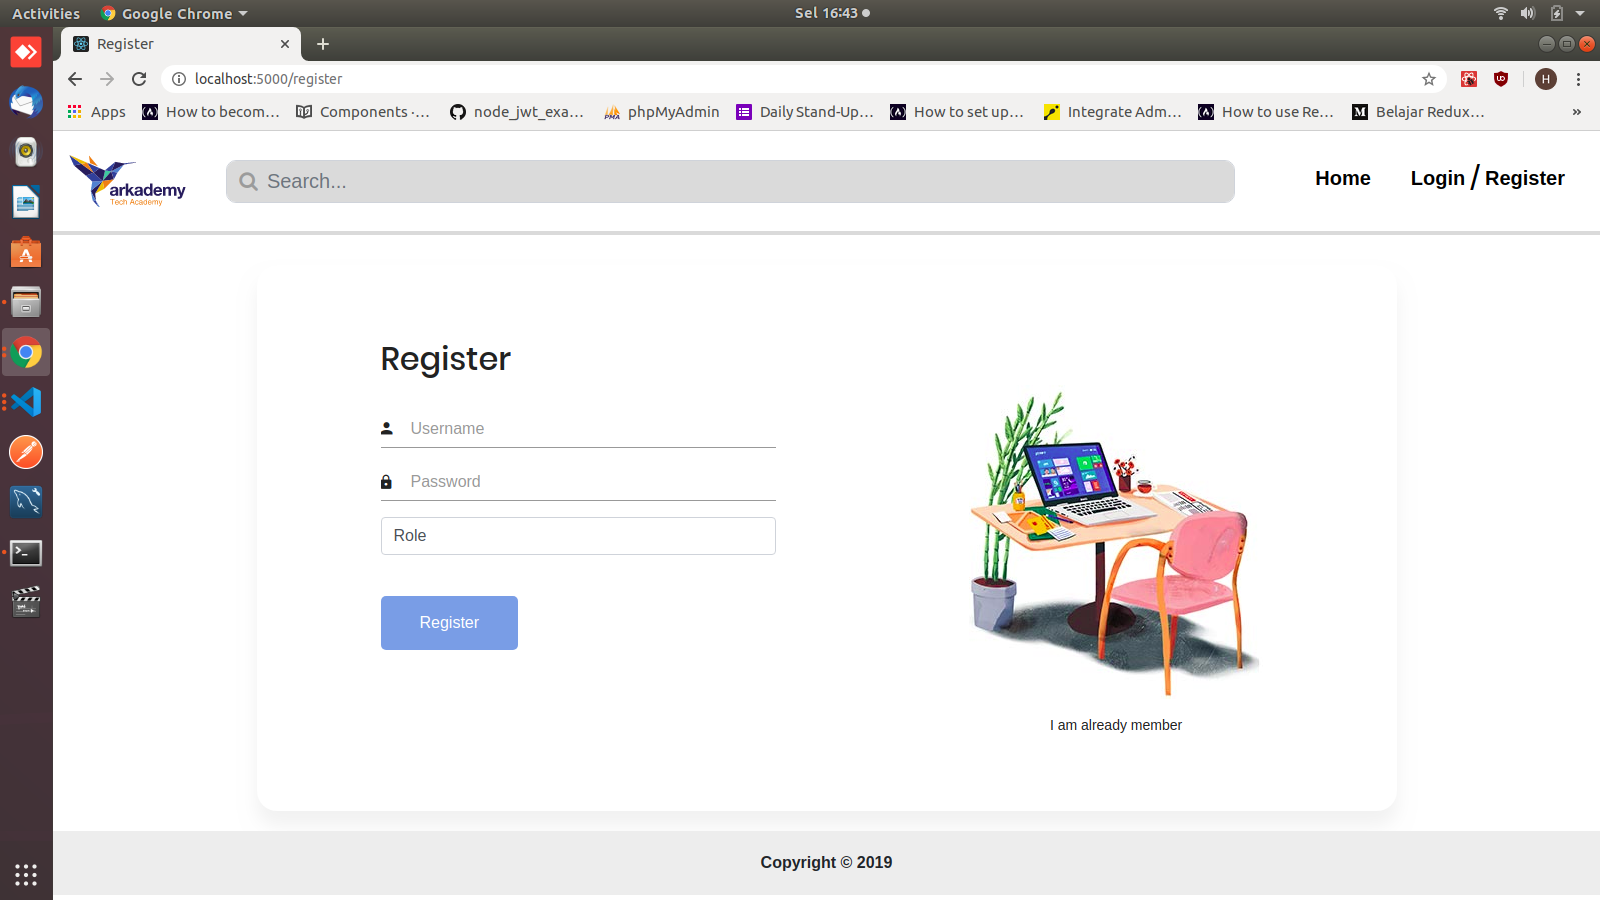 Activities
Google Chrome
Sel 16:43
Register
localhost:5000/register
H
Apps
How to becom...
Components ·...
node_jwt_exa...
phpMyAdmin
Daily Stand-Up...
How to set up...
Integrate Adm...
How to use Re...
Belajar Redux...
»
arkademy
Tech Academy
Search...
Home
Login / Register
Register
Username
Password
Role
Register
I am already member
Copyright © 2019